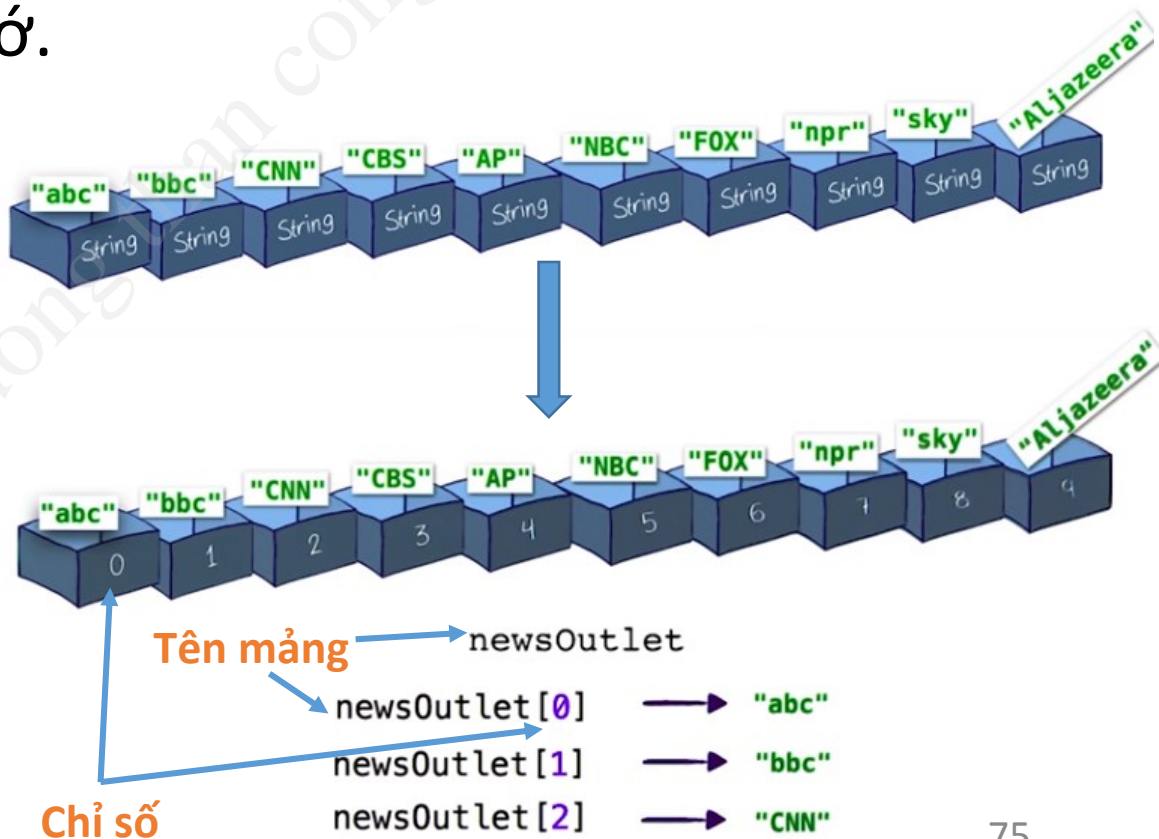 ớ.
"abc" "bbc" "CNN" "CBS" "AP" "NBC" "FOX" "npr" "sky" "Aljazeera"
String String String String String String String String String String
"abc" "bbc" "CNN" "CBS" "AP" "NBC" "FOX" "npr" "sky" "Aljazeera"
0 1 2 3 4 5 6 7 8 9
Tên mảng newsOutlet
newsOutlet[0] "abc"
newsOutlet[1] "bbc"
Chỉ số newsOutlet[2] "CNN"
75